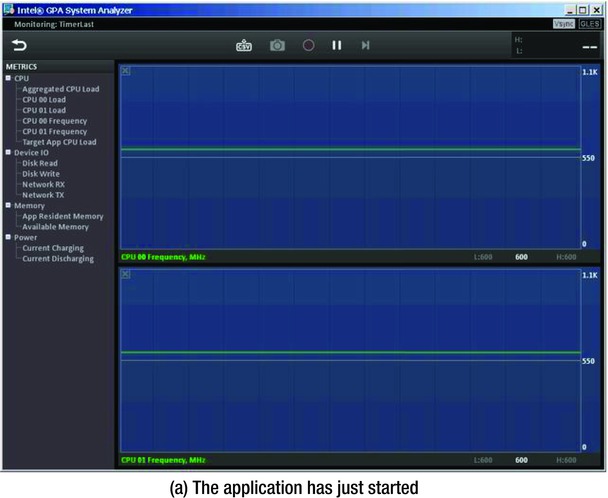 Intel® GPA System Analyzer
Monitoring: TimerLast
Vsync GLES
CSV
H:
L:
--
METRICS
CPU
Aggregated CPU Load
CPU 00 Load
CPU 01 Load
CPU 00 Frequency
CPU 01 Frequency
Target App CPU Load
Device IO
Disk Read
Disk Write
Network RX
Network TX
Memory
App Resident Memory
Available Memory
Power
Current Charging
Current Discharging
1.1K
550
0
CPU 00 Frequency, MHz L:600 600 H:600
1.1K
550
0
CPU 01 Frequency, MHz L:600 600 H:600
(a) The application has just started